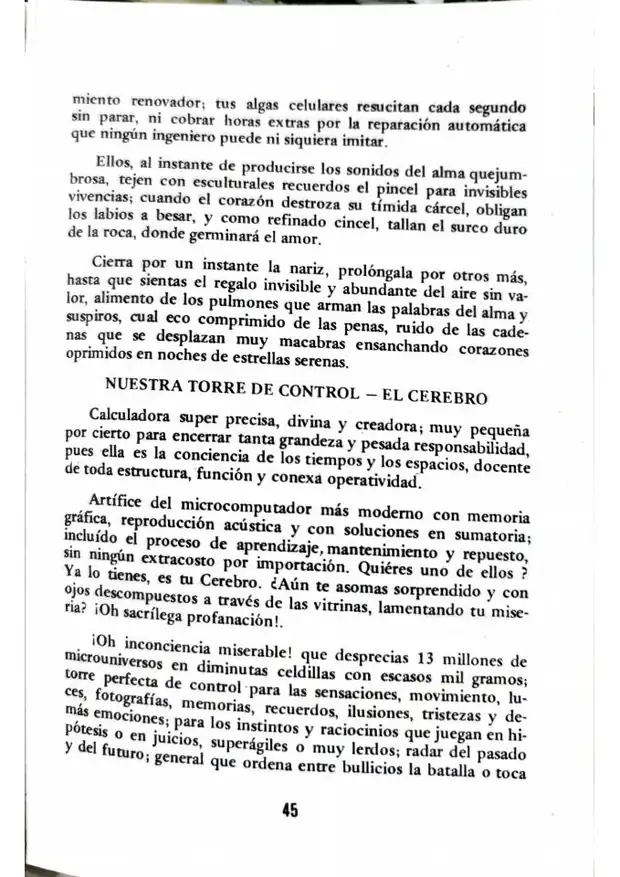 miento renovador; tus algas celulares resucitan cada segundo
sin parar, ni cobrar horas extras por la reparación automática
que ningún ingeniero puede ni siquiera imitar.
Ellos, al instante de producirse los sonidos del alma quejum-
brosa, tejen con esculturales recuerdos el pincel para invisibles
vivencias; cuando el corazón destroza su tímida cárcel, obligan
los labios a besar, y como refinado cincel, tallan el surco duro
de la roca, donde germinará el amor.
Cierra por un instante la nariz, prolóngala por otros más,
hasta que sientas el regalo invisible y abundante del aire sin va-
lor, alimento de los pulmones que arman las palabras del alma y
suspiros, cual eco comprimido de las penas, ruido de las cade-
nas que se desplazan muy macabras ensanchando corazones
oprimidos en noches de estrellas serenas.
NUESTRA TORRE DE CONTROL — EL CEREBRO
Calculadora super precisa, divina y creadora; muy pequeña
por cierto para encerrar tanta grandeza y pesada responsabilidad,
pues ella es la conciencia de los tiempos y los espacios, docente
de toda estructura, función y conexa operatividad.
Artífice del microcomputador más moderno con memoria
gráfica, reproducción acústica y con soluciones en sumatoria;
incluído el proceso de aprendizaje, mantenimiento y repuesto,
sin ningún extracosto por importación. Quiéres uno de ellos ?
Ya lo tienes, es tu Cerebro. ¿Aún te asomas sorprendido y con
ojos descompuestos a través de las vitrinas, lamentando tu mise-
ria? ¡Oh sacrílega profanación!.
¡Oh inconciencia miserable! que desprecias 13 millones de
microuniversos en diminutas celdillas con escasos mil gramos;
torre perfecta de control para las sensaciones, movimiento, lu-
ces, fotografías, memorias, recuerdos, ilusiones, tristezas y de-
más emociones; para los instintos y raciocinios que juegan en hi-
pótesis o en juicios, superágiles o muy lerdos; radar del pasado
y del futuro; general que ordena entre bullicios la batalla o toca
45